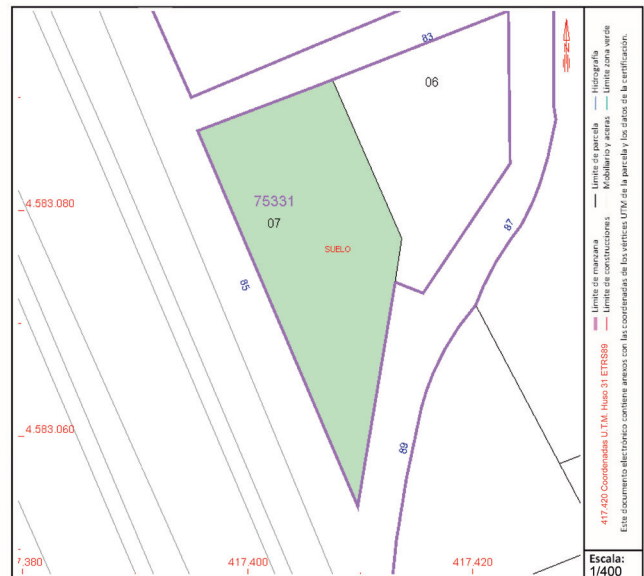 83
06
4.583.080
75331
07
SUELO
85
87
4.583.060
89
7.380
417.400
417.420
Límite de manzana
Límite de parcela
Hidrografía
417.420 Coordenadas U.T.M. Huso 31 ETRS89
Límite de construcciones
Mobiliario y aceras
Límite zona verde
Este documento electrónico contiene anexos con las coordenadas de los vértices UTM de la parcela y los datos de la certificación.
Escala:
1/400